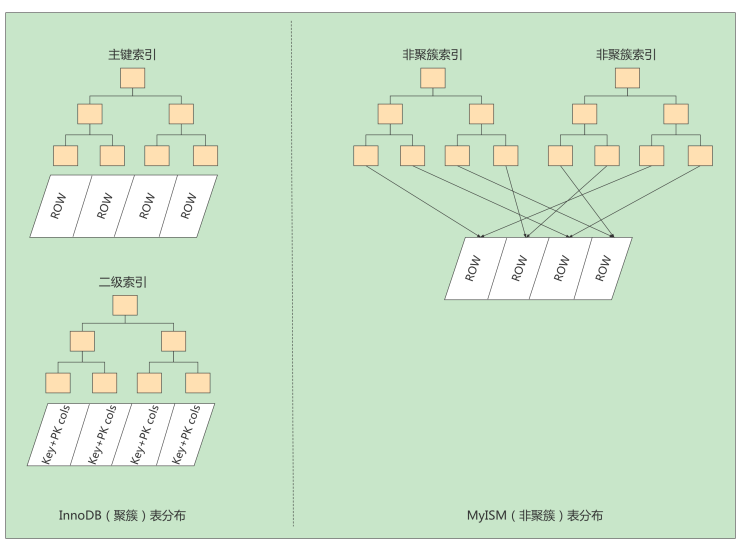 主键索引
ROW ROW ROW ROW
二级索引
Key+PK cols Key+PK cols Key+PK cols Key+PK cols
InnoDB（聚簇）表分布
非聚簇索引 非聚簇索引
ROW ROW ROW ROW
MyISM（非聚簇）表分布